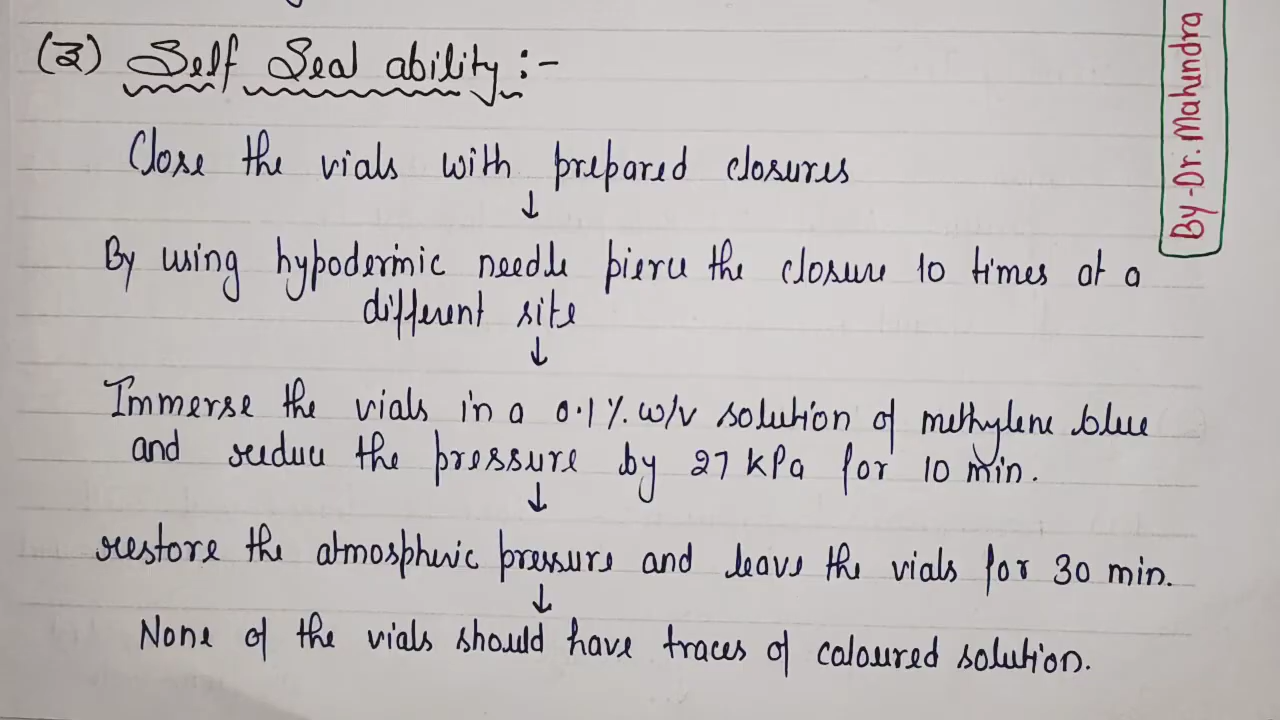 (3) Self Seal ability :-
Close the vials with prepared closures
↓
By using hypodermic needle pierce the closure 10 times at a
different site
↓
Immerse the vials in a 0.1% w/v solution of methylene blue
and reduce the pressure by 27 kPa for 10 min.
↓
restore the atmospheric pressure and leave the vials for 30 min.
↓
None of the vials should have traces of coloured solution.
By - Dr. Mahendra